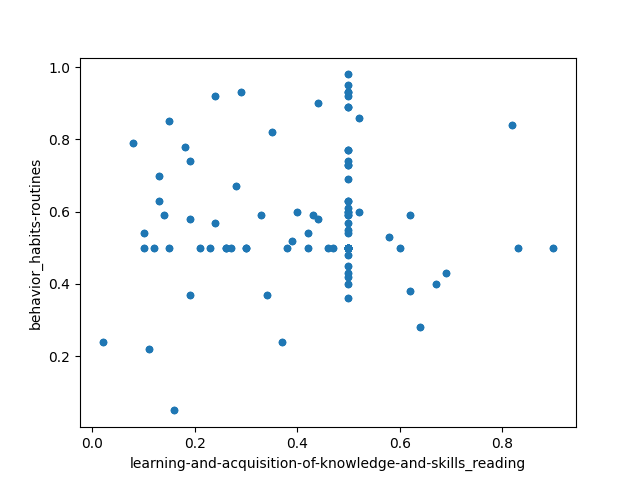 1.0
0.8
0.6
0.4
0.2
behavior_habits-routines
0.0 0.2 0.4 0.6 0.8
learning-and-acquisition-of-knowledge-and-skills_reading